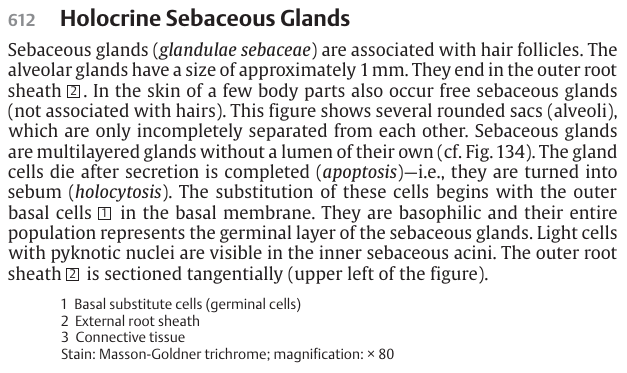 612 Holocrine Sebaceous Glands
Sebaceous glands (glandulae sebaceae) are associated with hair follicles. The
alveolar glands have a size of approximately 1 mm. They end in the outer root
sheath 2. In the skin of a few body parts also occur free sebaceous glands
(not associated with hairs). This figure shows several rounded sacs (alveoli),
which are only incompletely separated from each other. Sebaceous glands
are multilayered glands without a lumen of their own (cf. Fig. 134). The gland
cells die after secretion is completed (apoptosis)—i.e., they are turned into
sebum (holocytosis). The substitution of these cells begins with the outer
basal cells 1 in the basal membrane. They are basophilic and their entire
population represents the germinal layer of the sebaceous glands. Light cells
with pyknotic nuclei are visible in the inner sebaceous acini. The outer root
sheath 2 is sectioned tangentially (upper left of the figure).
1 Basal substitute cells (germinal cells)
2 External root sheath
3 Connective tissue
Stain: Masson-Goldner trichrome; magnification: × 80